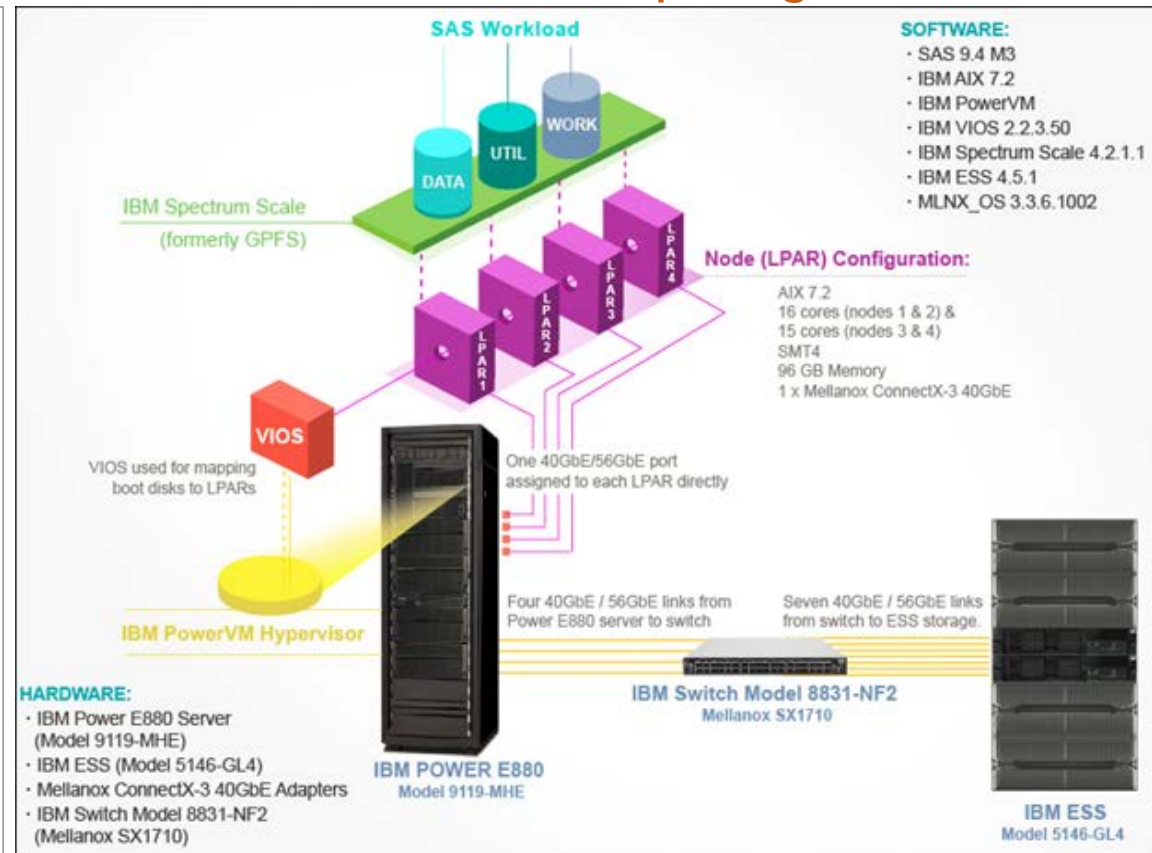 SAS Workload
DATA
UTIL
WORK
SOFTWARE:
· SAS 9.4 M3
· IBM AIX 7.2
· IBM PowerVM
· IBM VIOS 2.2.3.50
· IBM Spectrum Scale 4.2.1.1
· IBM ESS 4.5.1
· MLNX_OS 3.3.6.1002
IBM Spectrum Scale
(formerly GPFS)
LPAR1
LPAR2
LPAR3
LPAR4
Node (LPAR) Configuration:
AIX 7.2
16 cores (nodes 1 & 2) &
15 cores (nodes 3 & 4)
SMT4
96 GB Memory
1 x Mellanox ConnectX-3 40GbE
VIOS
VIOS used for mapping
boot disks to LPARs
One 40GbE/56GbE port
assigned to each LPAR directly
IBM PowerVM Hypervisor
Four 40GbE / 56GbE links from
Power E880 server to switch
Seven 40GbE / 56GbE links
from switch to ESS storage.
IBM Switch Model 8831-NF2
Mellanox SX1710
HARDWARE:
· IBM Power E880 Server
(Model 9119-MHE)
· IBM ESS (Model 5146-GL4)
· Mellanox ConnectX-3 40GbE Adapters
· IBM Switch Model 8831-NF2
(Mellanox SX1710)
IBM POWER E880
Model 9119-MHE
IBM ESS
Model 5146-GL4